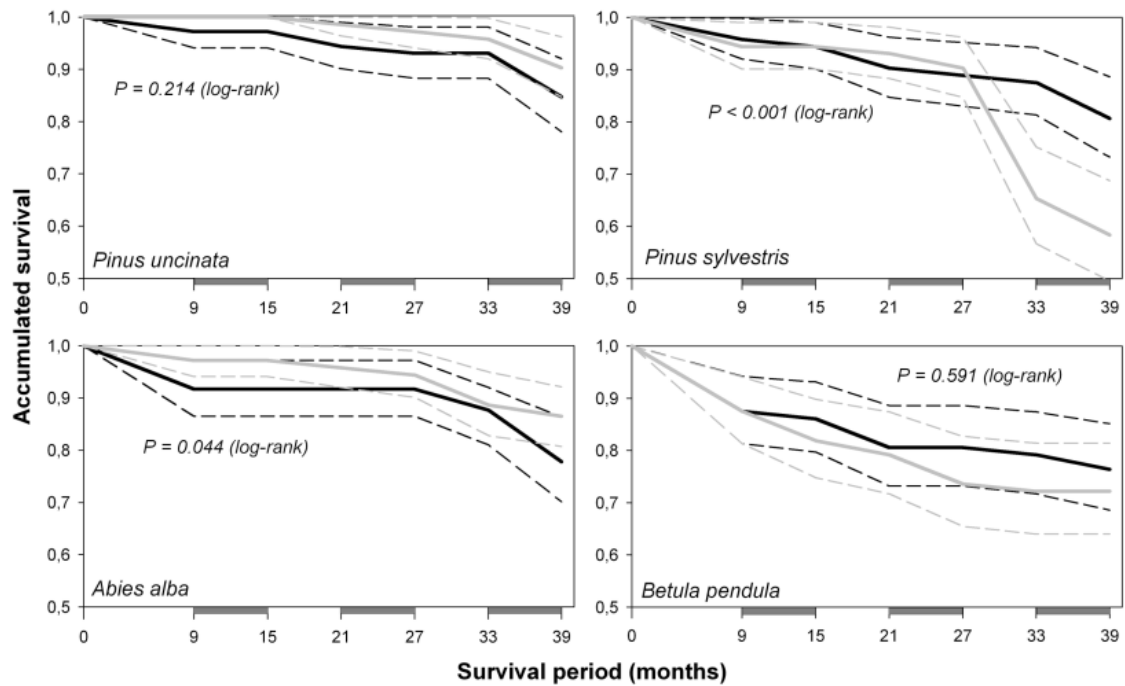 Accumulated survival
1,0
0,9
0,8
0,7
0,6
0,5
P = 0.214 (log-rank)
Pinus uncinata
0 9 15 21 27 33 39
1,0
0,9
0,8
0,7
0,6
0,5
P < 0.001 (log-rank)
Pinus sylvestris
0 9 15 21 27 33 39
1,0
0,9
0,8
0,7
0,6
0,5
P = 0.044 (log-rank)
Abies alba
0 9 15 21 27 33 39
1,0
0,9
0,8
0,7
0,6
0,5
P = 0.591 (log-rank)
Betula pendula
0 9 15 21 27 33 39
Survival period (months)